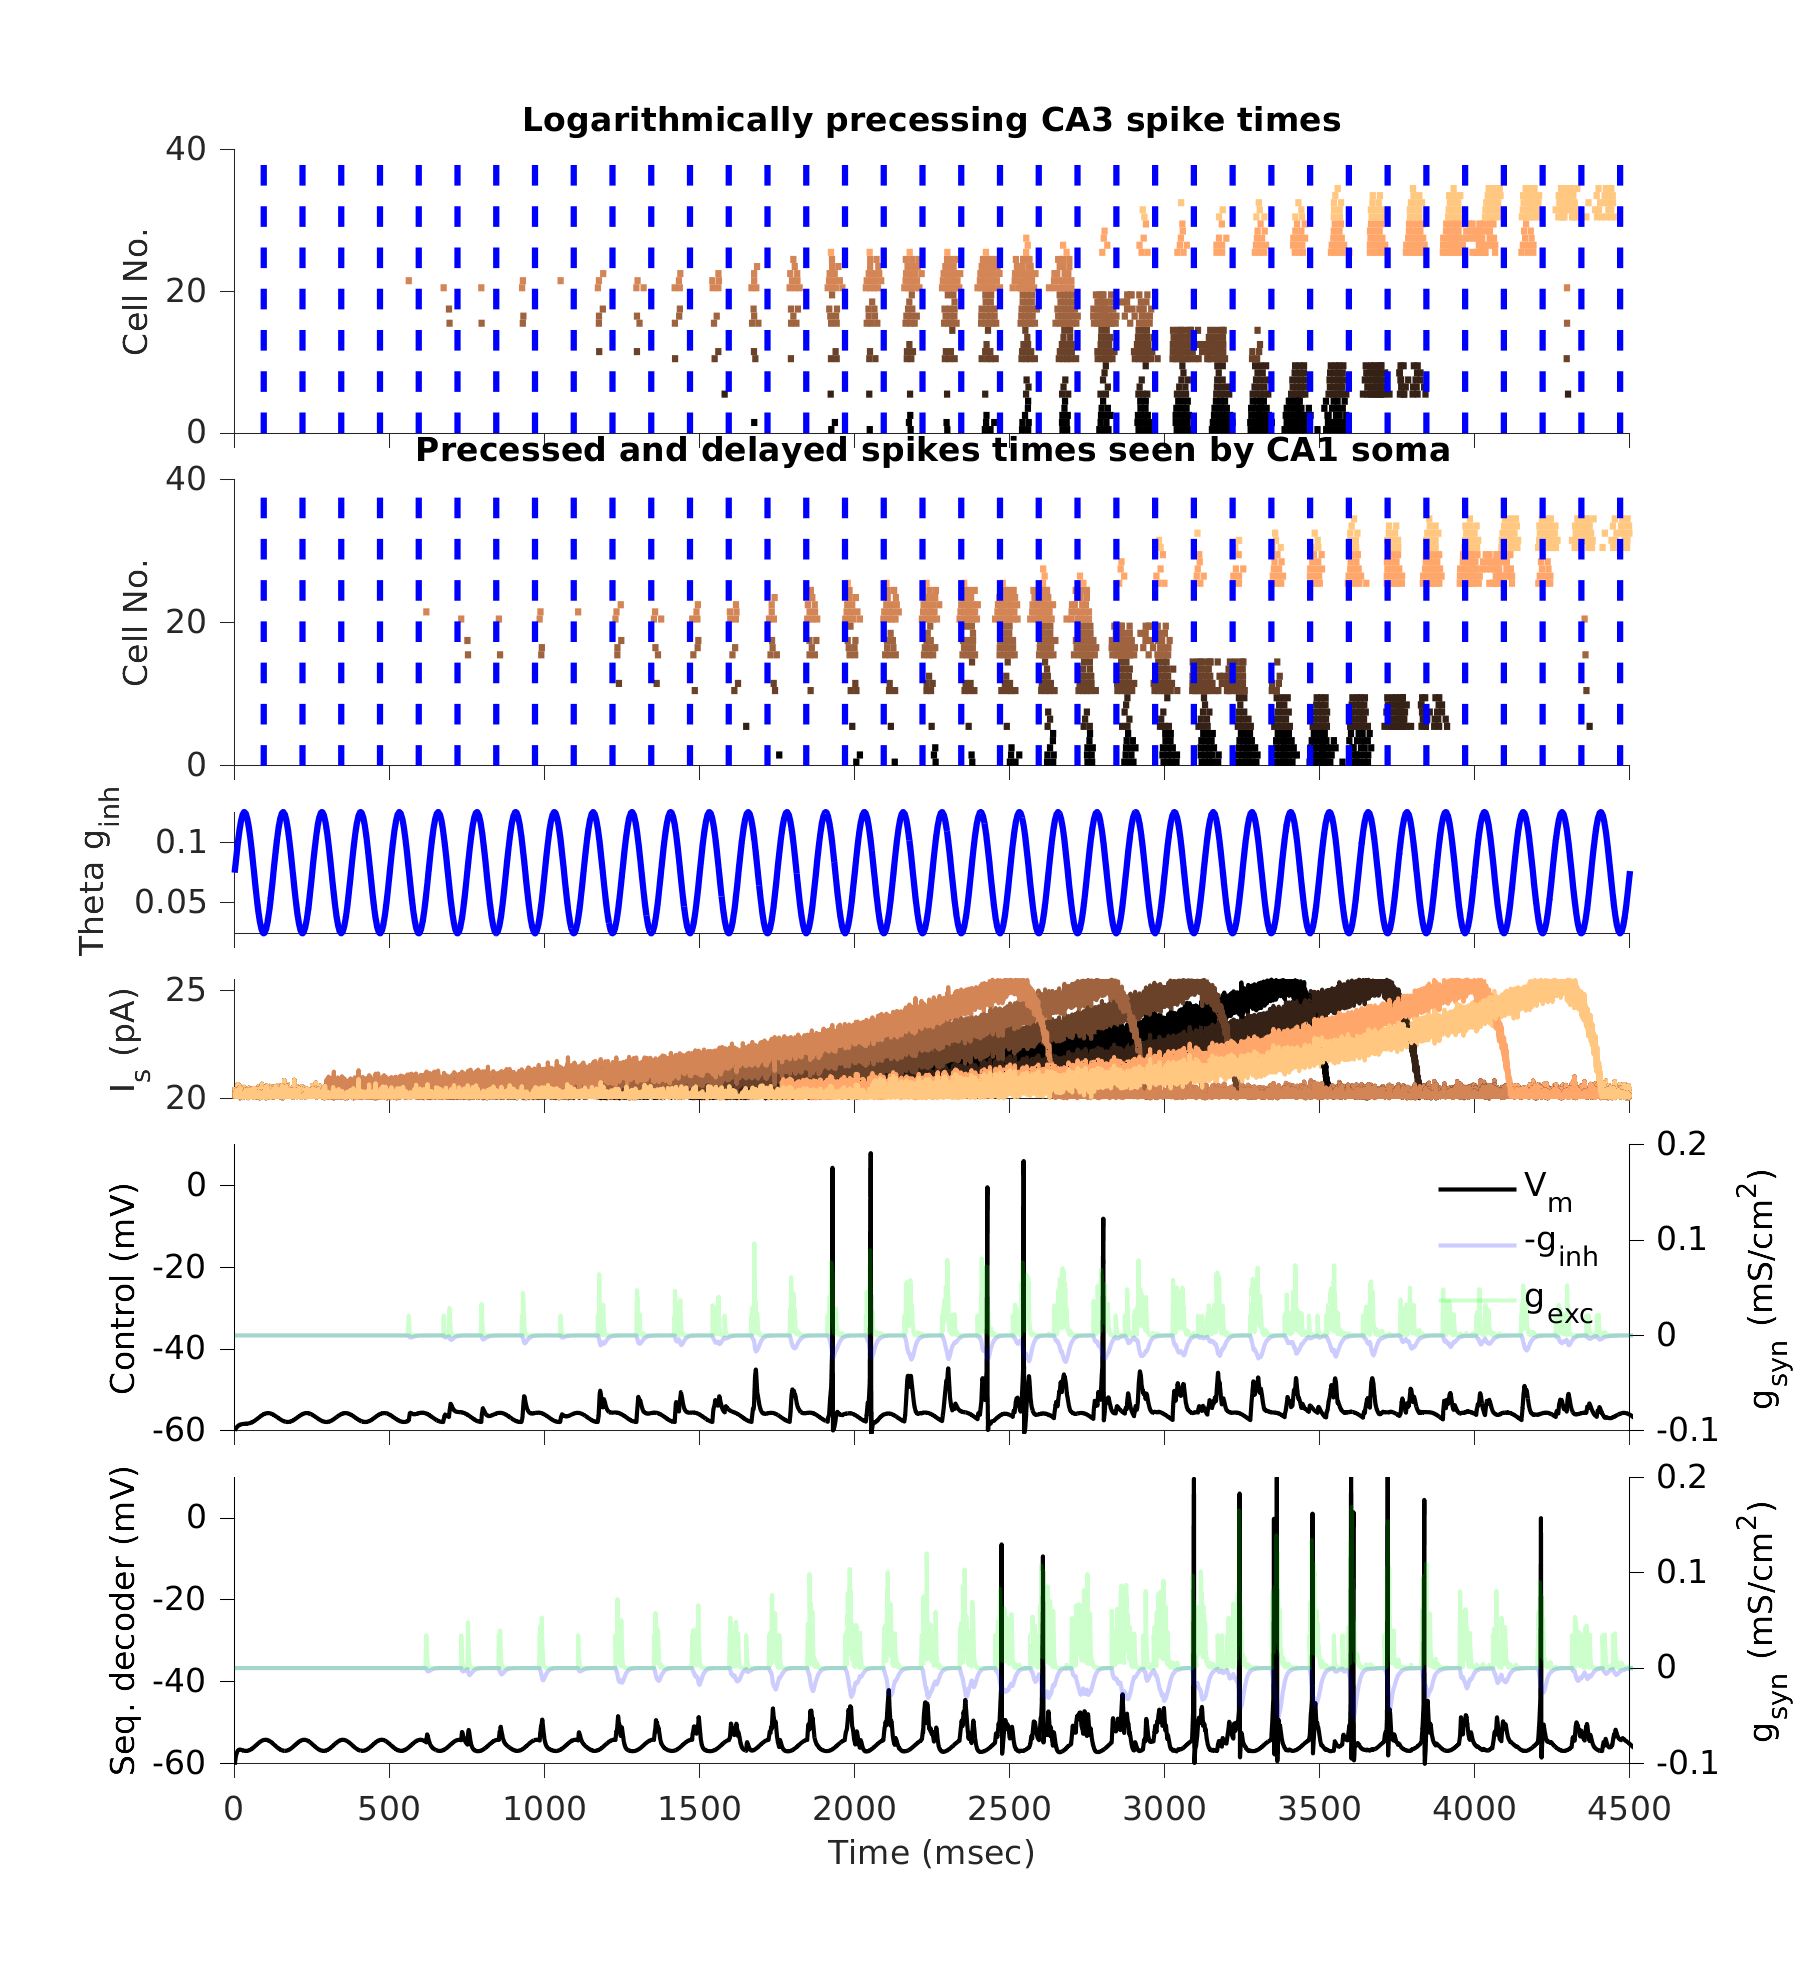 Logarithmically precessing CA3 spike times
40
20
0
Cell No.
Precessed and delayed spikes times seen by CA1 soma
40
20
0
Cell No.
0.1
0.05
Theta g_inh
25
20
I_s (pA)
0
-20
-40
-60
Control (mV)
V_m
-g_inh
g_exc
0.2
0.1
0
-0.1
g_syn (mS/cm^2)
0
-20
-40
-60
Seq. decoder (mV)
0.2
0.1
0
-0.1
g_syn (mS/cm^2)
0 500 1000 1500 2000 2500 3000 3500 4000 4500
Time (msec)